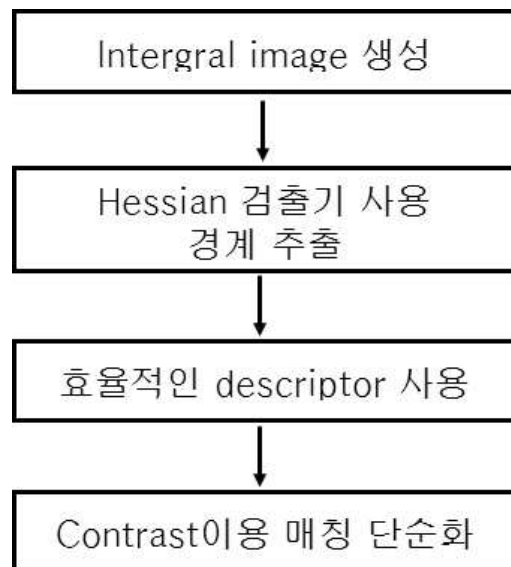 Intergral image 생성
Hessian 검출기 사용
경계 추출
효율적인 descriptor 사용
Contrast이용 매칭 단순화